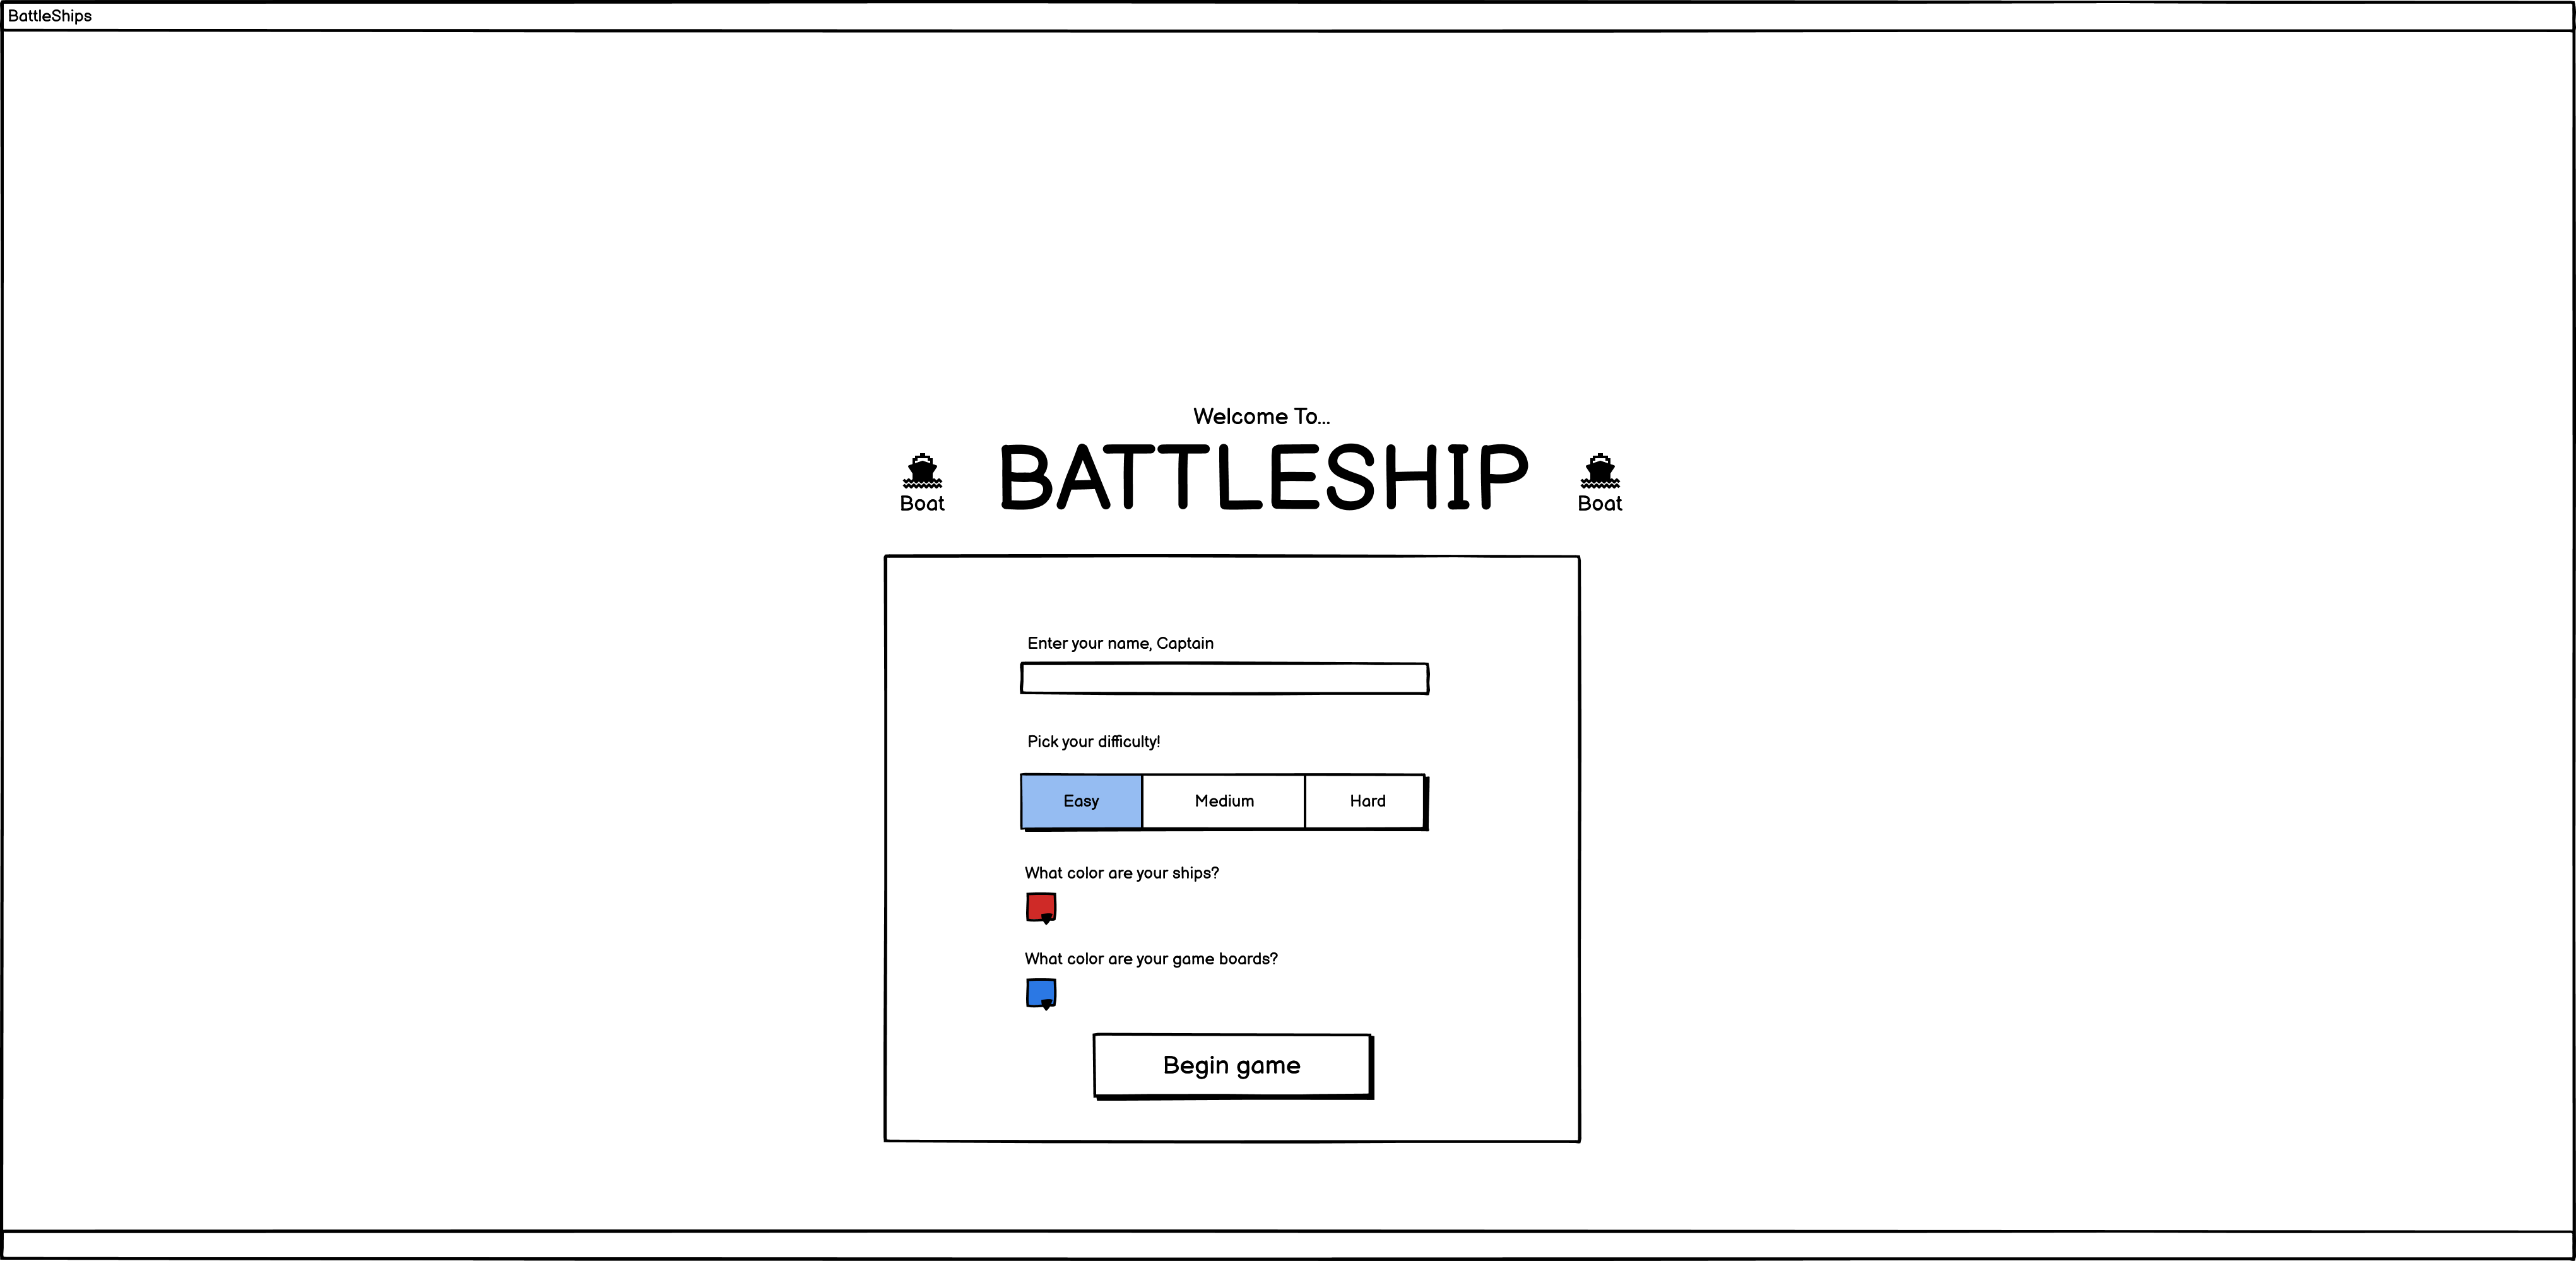 BattleShips
Welcome To...
BATTLESHIP
Boat
Boat
Enter your name, Captain
Pick your difficulty!
Easy Medium Hard
What color are your ships?
What color are your game boards?
Begin game